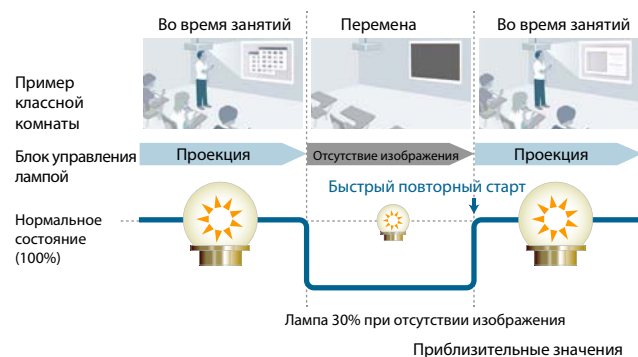 Во время занятий
Перемена
Во время занятий
Пример
классной
комнаты
Блок управления
лампой
Проекция
Отсутствие изображения
Проекция
Быстрый повторный старт
Нормальное
состояние
(100%)
Лампа 30% при отсутствии изображения
Приблизительные значения